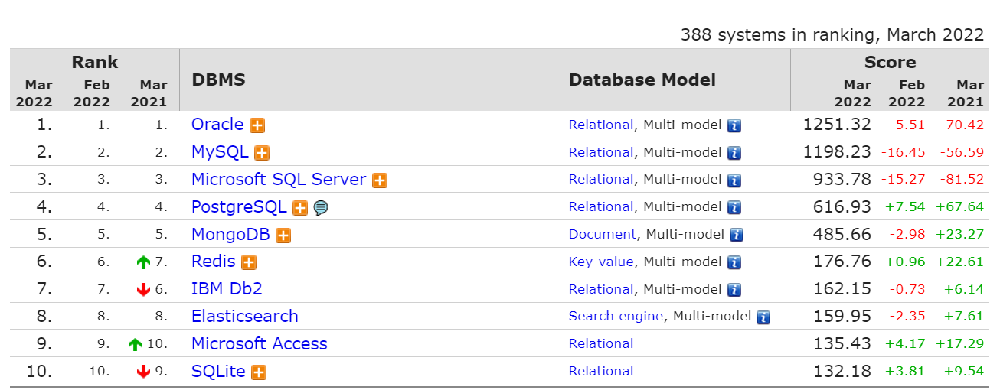 388 systems in ranking, March 2022
Rank DBMS Database Model Score
Mar 2022 Feb 2022 Mar 2021 Mar 2022 Feb 2022 Mar 2021
1. 1. 1. Oracle Relational, Multi-model 1251.32 -5.51 -70.42
2. 2. 2. MySQL Relational, Multi-model 1198.23 -16.45 -56.59
3. 3. 3. Microsoft SQL Server Relational, Multi-model 933.78 -15.27 -81.52
4. 4. 4. PostgreSQL Relational, Multi-model 616.93 +7.54 +67.64
5. 5. 5. MongoDB Document, Multi-model 485.66 -2.98 +23.27
6. 6. 7. Redis Key-value, Multi-model 176.76 +0.96 +22.61
7. 7. 6. IBM Db2 Relational, Multi-model 162.15 -0.73 +6.14
8. 8. 8. Elasticsearch Search engine, Multi-model 159.95 -2.35 +7.61
9. 9. 10. Microsoft Access Relational 135.43 +4.17 +17.29
10. 10. 9. SQLite Relational 132.18 +3.81 +9.54